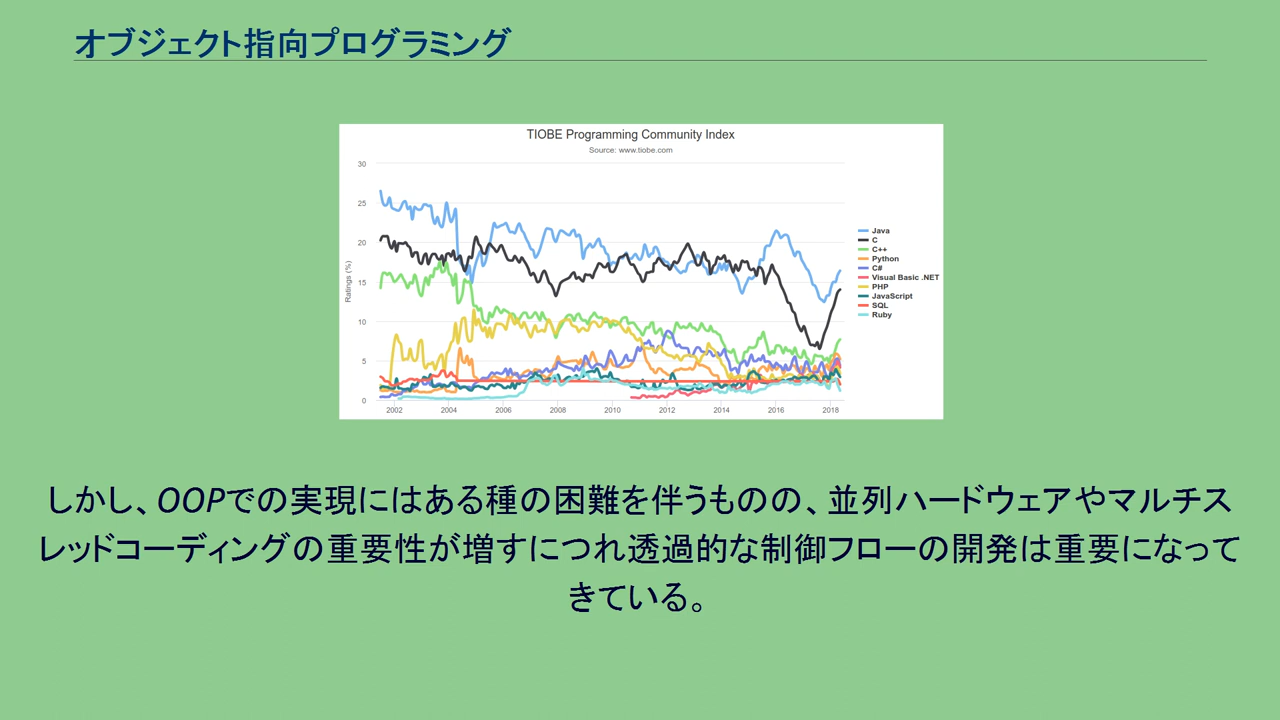 オブジェクト指向プログラミング
TIOBE Programming Community Index
Source: www.tiobe.com
Ratings (%)
30
25
20
15
10
5
0
2002 2004 2006 2008 2010 2012 2014 2016 2018
Java
C
C++
Python
C#
Visual Basic .NET
PHP
JavaScript
SQL
Ruby
しかし、OOPでの実現にはある種の困難を伴うものの、並列ハードウェアやマルチス
レッドコーディングの重要性が増すにつれ透過的な制御フローの開発は重要になって
きている。